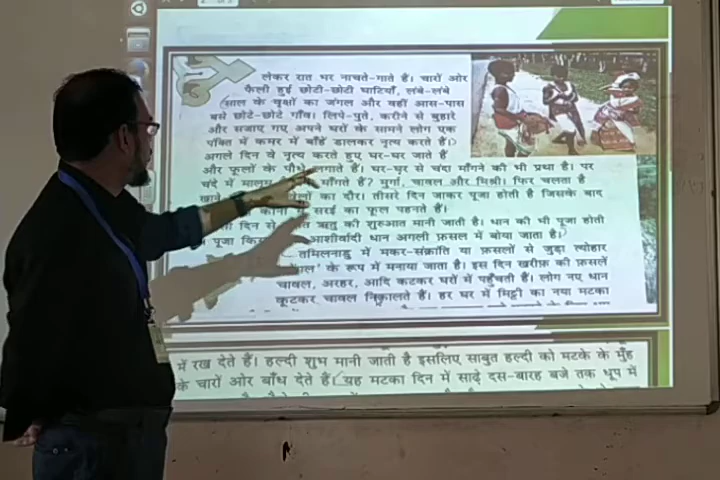 लेकर रात भर नाचते-गाते हैं। चारों ओर
फैली हुई छोटी-छोटी घाटियाँ, लंबे-लंबे
साल के वृक्षों का जंगल और वहीं आस-पास
बसे छोटे-छोटे गाँव। लिपे-पुते, करीने से बुहारे
और सजाए गए अपने घरों के सामने लोग एक
पंक्ति में कमर में बाँहें डालकर नृत्य करते हैं।
अगले दिन वे नृत्य करते हुए घर-घर जाते हैं
और फूलों के पौधे लगाते हैं। घर-घर से चंदा माँगने की भी प्रथा है। पर
चंदे में मालूम माँगते हैं? मुर्गा, चावल और मिश्री। फिर चलता है
खाने का दौर। तीसरे दिन जाकर पूजा होती है जिसके बाद
सरई का फूल पहनते हैं।
दिन से ऋतु की शुरुआत मानी जाती है। धान की भी पूजा होती
पूजा आशीर्वादी धान अगली फ़सल में बोया जाता है।
तमिलनाडु में मकर-संक्रांति या फ़सलों से जुड़ा त्योहार
के रूप में मनाया जाता है। इस दिन खरीफ़ की फ़सलें
चावल, अरहर, आदि कटकर घरों में पहुँचती हैं। लोग नए धान
कूटकर चावल निकालते हैं। हर घर में मिट्टी का नया मटका
में रख देते हैं। हल्दी शुभ मानी जाती है इसलिए साबुत हल्दी को मटके के मुँह
के चारों ओर बाँध देते हैं। यह मटका दिन में साढ़े दस-बारह बजे तक धूप में